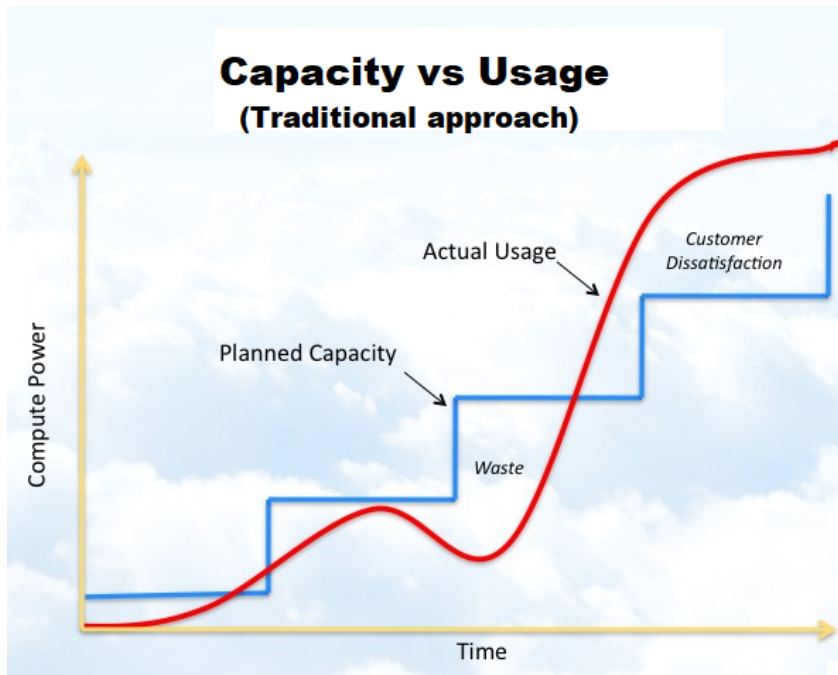 Capacity vs Usage
(Traditional approach)
Customer
Dissatisfaction
Actual Usage
Planned Capacity
Compute Power
Waste
Time